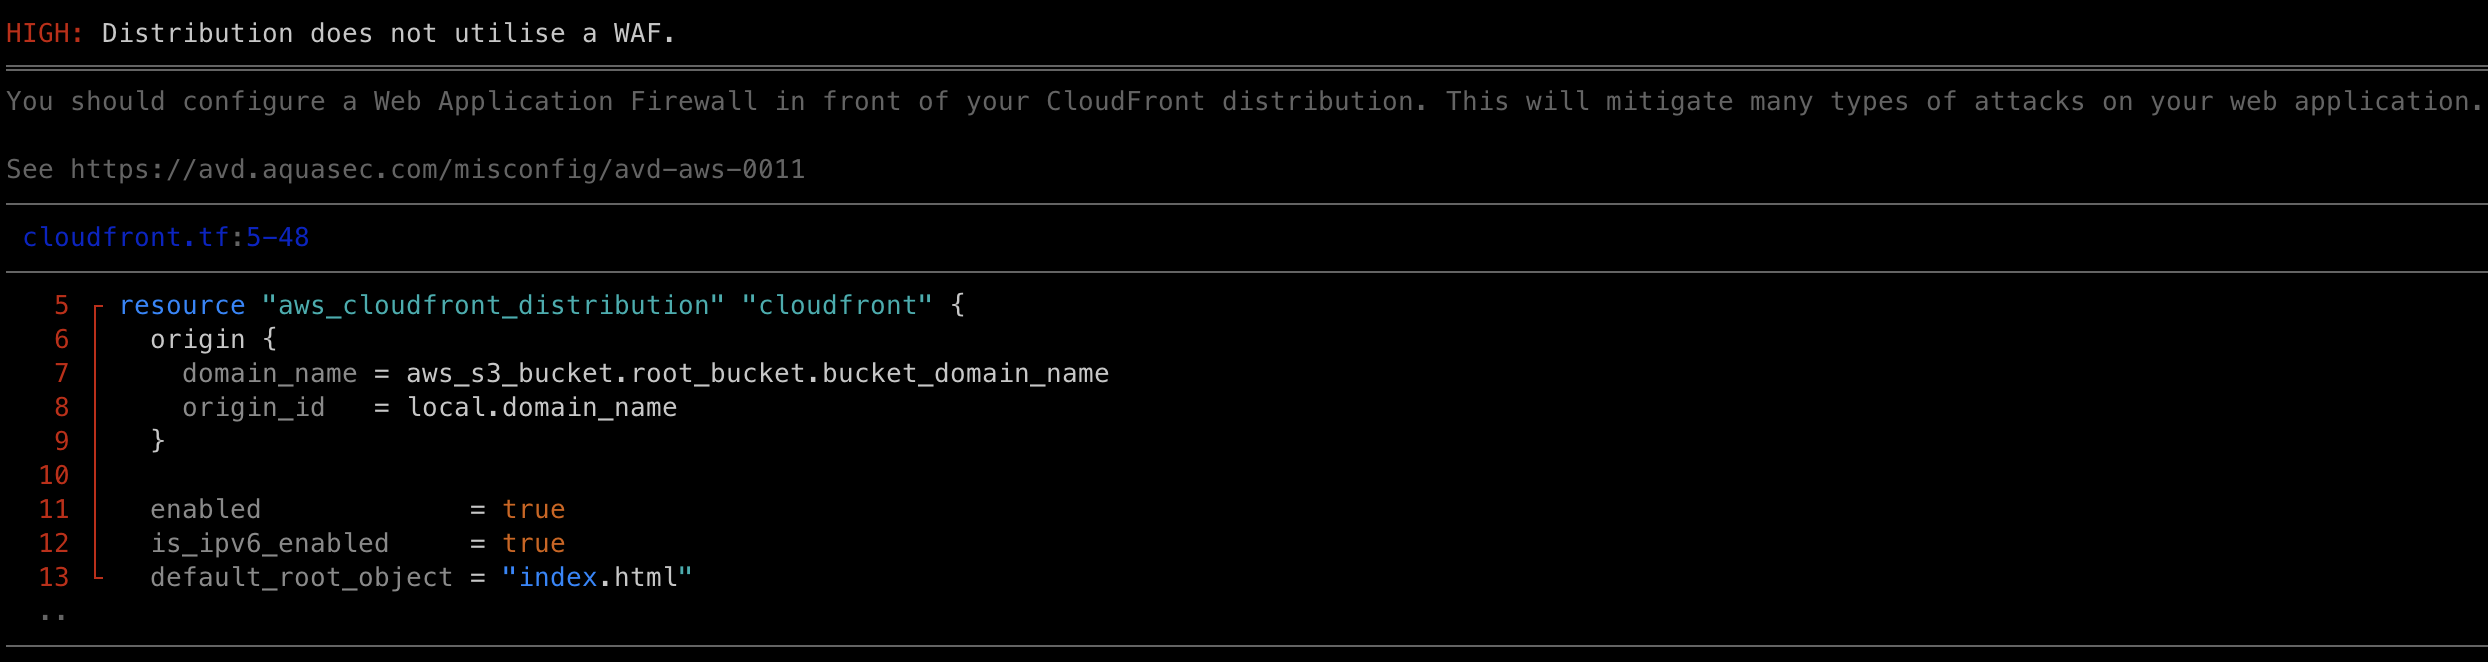 HIGH: Distribution does not utilise a WAF.
You should configure a Web Application Firewall in front of your CloudFront distribution. This will mitigate many types of attacks on your web application.
See https://avd.aquasec.com/misconfig/avd-aws-0011
cloudfront.tf:5-48
5 resource "aws_cloudfront_distribution" "cloudfront" {
6 origin {
7 domain_name = aws_s3_bucket.root_bucket.bucket_domain_name
8 origin_id   = local.domain_name
9 }
10
11 enabled             = true
12 is_ipv6_enabled     = true
13 default_root_object = "index.html"
..